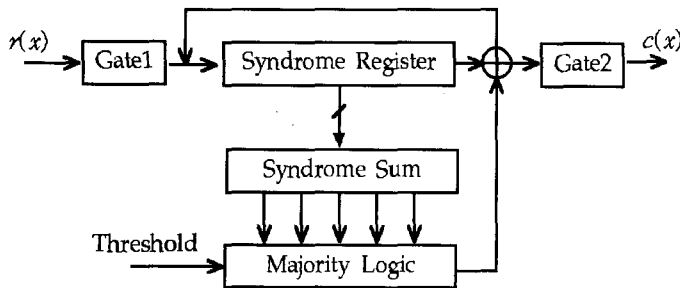 r(x)
c(x)
Gate1
Syndrome Register
Gate2
Syndrome Sum
Threshold
Majority Logic